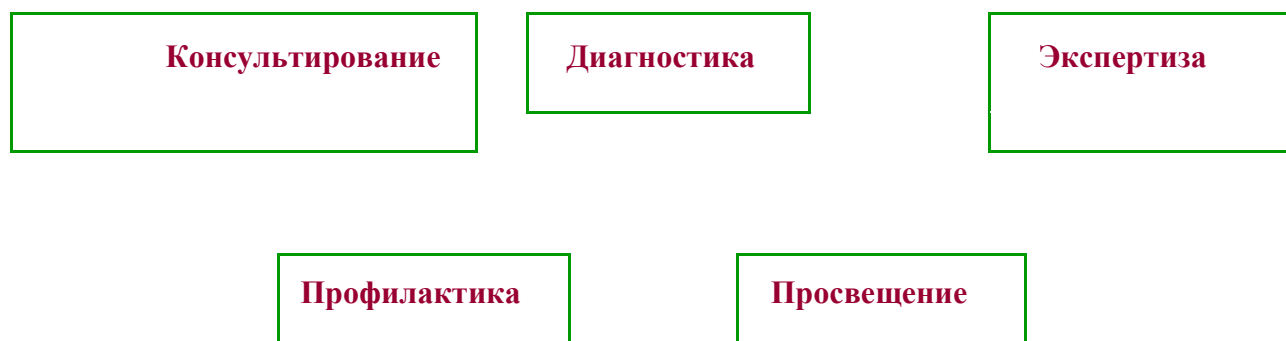 Консультирование
Диагностика
Экспертиза
Профилактика
Просвещение